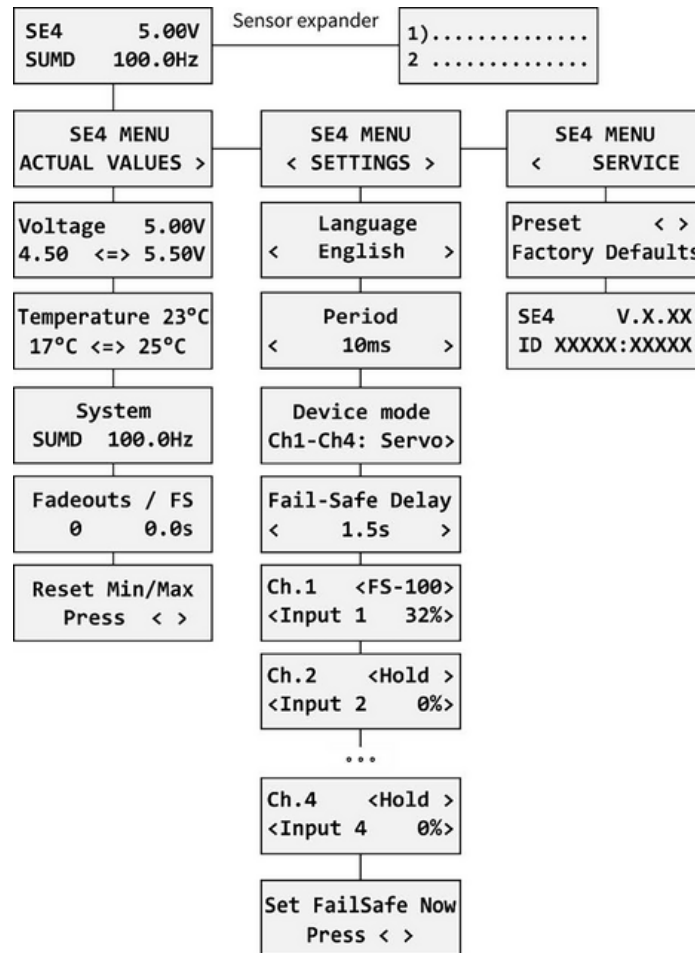 SE4 5.00V
SUMD 100.0Hz
Sensor expander
1)..............
2 ..............
SE4 MENU
ACTUAL VALUES >
SE4 MENU
< SETTINGS >
SE4 MENU
< SERVICE
Voltage 5.00V
4.50 <=> 5.50V
Temperature 23°C
17°C <=> 25°C
System
SUMD 100.0Hz
Fadeouts / FS
0 0.0s
Reset Min/Max
Press < >
Language
< English >
Period
< 10ms >
Device mode
Ch1-Ch4: Servo>
Fail-Safe Delay
< 1.5s >
Ch.1 <FS-100>
<Input 1 32%>
Ch.2 <Hold >
<Input 2 0%>
...
Ch.4 <Hold >
<Input 4 0%>
Set FailSafe Now
Press < >
Preset < >
Factory Defaults
SE4 V.X.XX
ID XXXXX:XXXXX